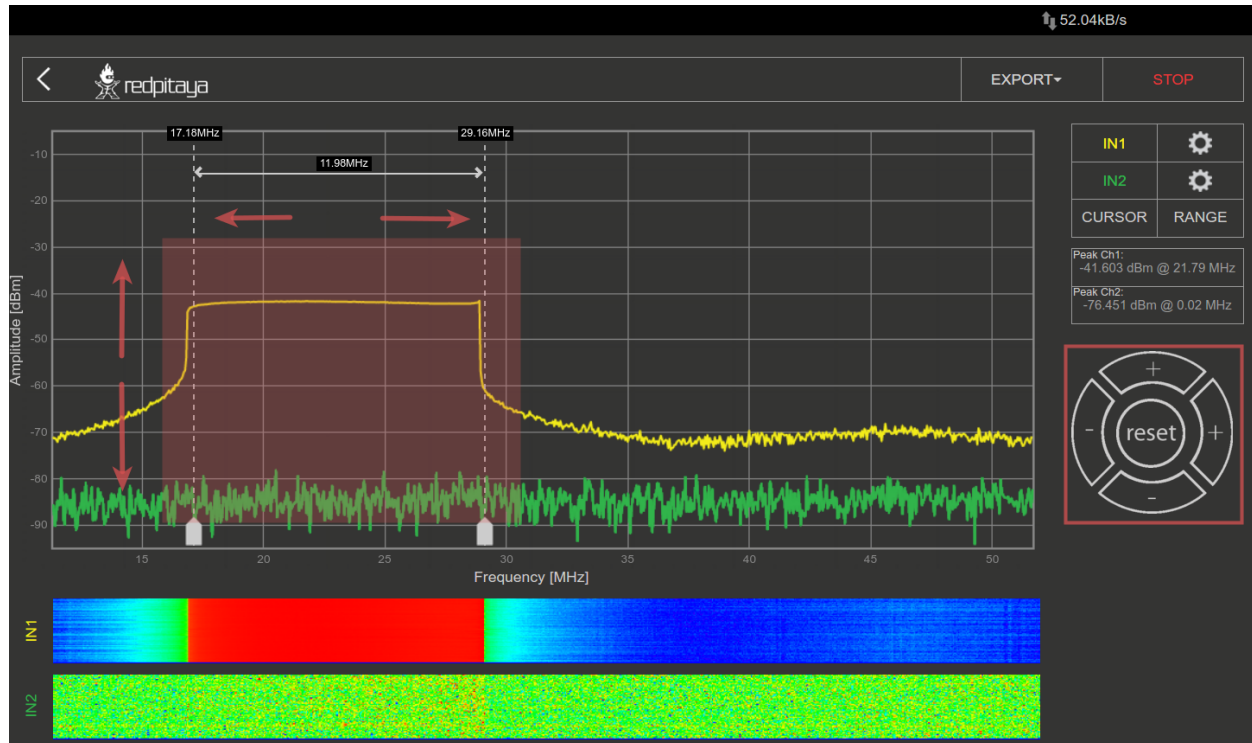 52.04kB/s
redpitaya
EXPORT
STOP
17.18MHz
29.16MHz
11.98MHz
IN1
IN2
CURSOR RANGE
Peak Ch1:
-41.603 dBm @ 21.79 MHz
Peak Ch2:
-76.451 dBm @ 0.02 MHz
+
- reset +
-
Amplitude [dBm]
-10
-20
-30
-40
-50
-60
-70
-80
-90
15 20 25 30 35 40 45 50
Frequency [MHz]
IN1
IN2